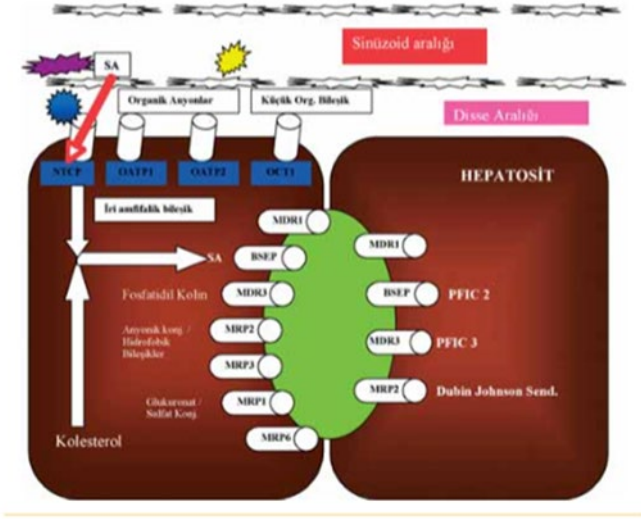 Sinüzoid aralığı
SA
Organik Anyonlar
Küçük Org. Bileşik
Disse Aralığı
NTCP
OATP1
OATP2
OCT1
HEPATOSİT
İri amfifalik bileşik
MDR1
MDR1
SA
BSEP
BSEP
PFIC 2
Fosfatidil Kolin
MDR3
MDR3
PFIC 3
Anyonik konj. /
Hidrofobik
Bileşikler
MRP2
MRP3
MRP2
Dubin Johnson Send.
Glukuronat /
Sulfat Konj.
MRP1
MRP6
Kolesterol